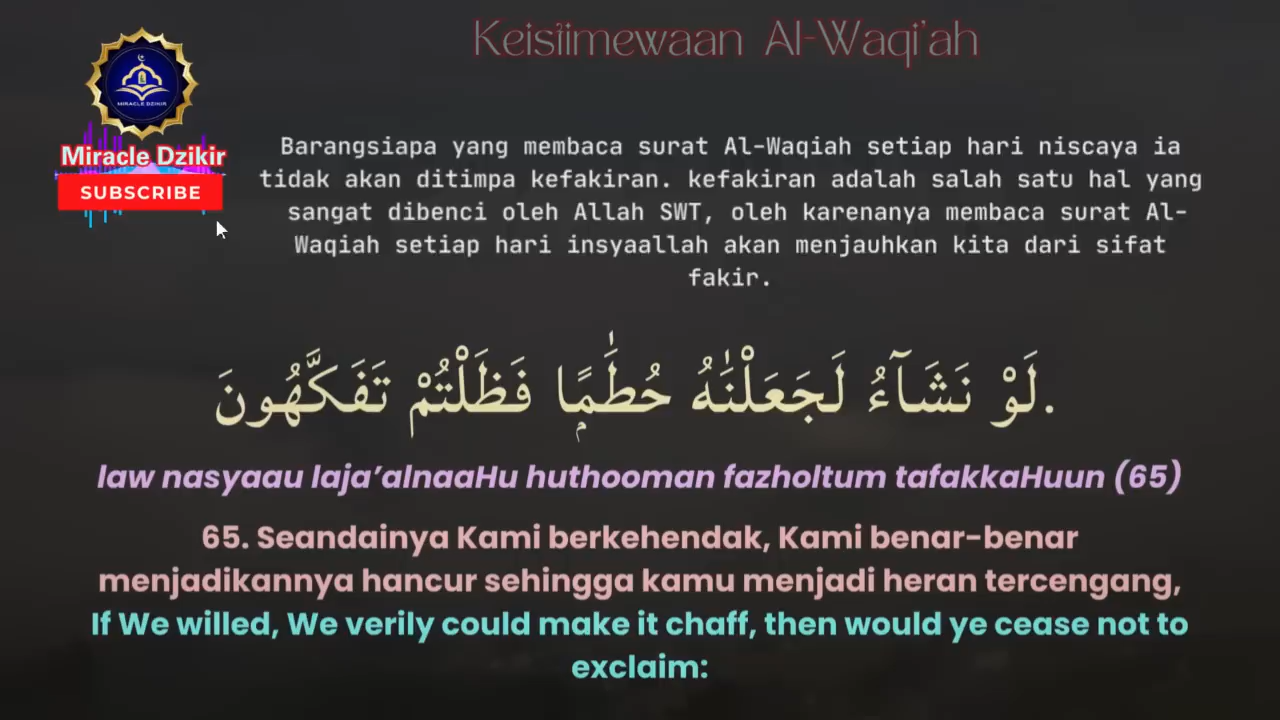 Keistimewaan Al-Waqi'ah
MIRACLE DZIKIR
Miracle Dzikir
SUBSCRIBE
Barangsiapa yang membaca surat Al-Waqiah setiap hari niscaya ia
tidak akan ditimpa kefakiran. kefakiran adalah salah satu hal yang
sangat dibenci oleh Allah SWT, oleh karenanya membaca surat Al-
Waqiah setiap hari insyaallah akan menjauhkan kita dari sifat
fakir.
لَوْ نَشَآءُ لَجَعَلْنَٰهُ حُطَٰمًۭا فَظَلْتُمْ تَفَكَّهُونَ.
law nasyaau laja’alnaaHu huthooman fazholtum tafakkaHuun (65)
65. Seandainya Kami berkehendak, Kami benar-benar
menjadikannya hancur sehingga kamu menjadi heran tercengang,
If We willed, We verily could make it chaff, then would ye cease not to
exclaim: